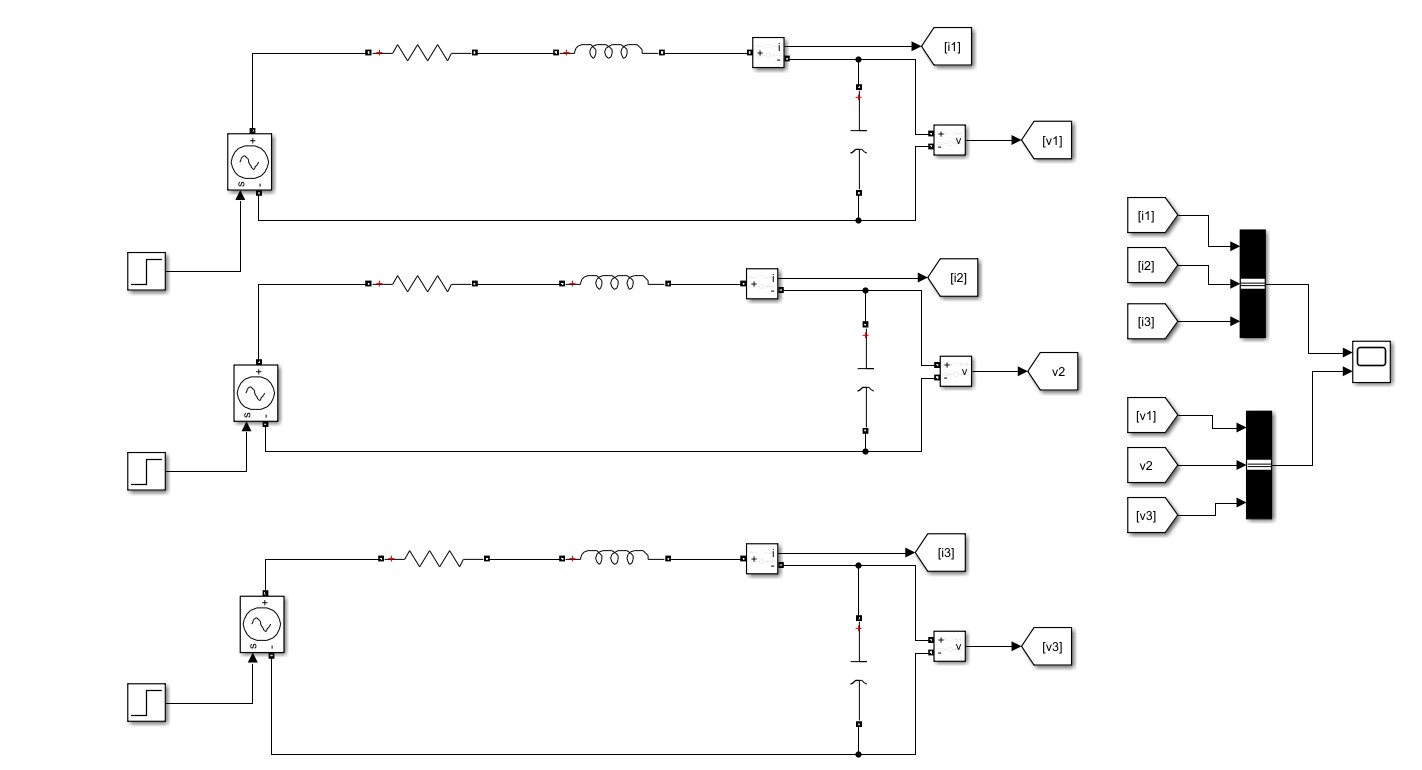 i
[i1]
+
-
+
v
-
[v1]
+
s
-
[i1]
[i2]
[i3]
i
[i2]
+
-
+
v
-
v2
+
s
-
[v1]
v2
[v3]
i
[i3]
+
-
+
v
-
[v3]
+
s
-